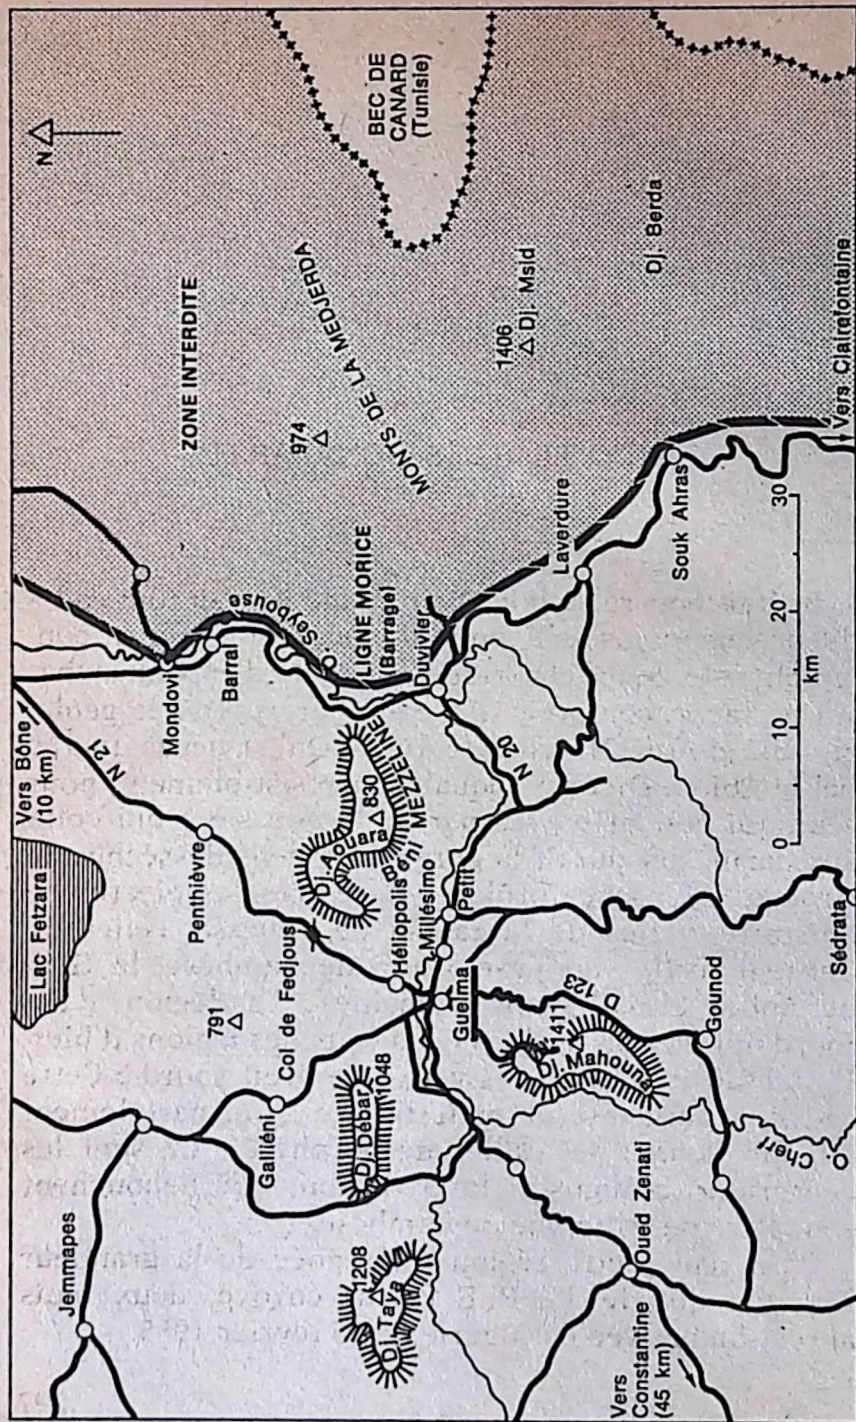 Lac Fetzara
Vers Bône
(10 km)
N
Jemmapes
N 21
Mondovi
Penthièvre
ZONE INTERDITE
791
Barral
Galliéni
Col de Fedjous
Seybouse
974
MONTS DE LA MEDJERDA
Dj. Aouara
830
Beni MEZZELINE
LIGNE MORICE
(Barrage)
BEC DE
CANARD
(Tunisie)
1208
Dj. Taya
Dj. Débar
1048
Héliopolis
Millésimo
Duvivier
Guelma
Petit
1406
Dj. Msid
N 20
1411
Dj. Mahouna
D 123
Laverdure
Vers
Constantine
(45 km)
Oued Zenati
Gounod
Souk Ahras
Dj. Berda
O. Cherf
0
10
20
30
km
Sédrata
Vers Clairefontaine